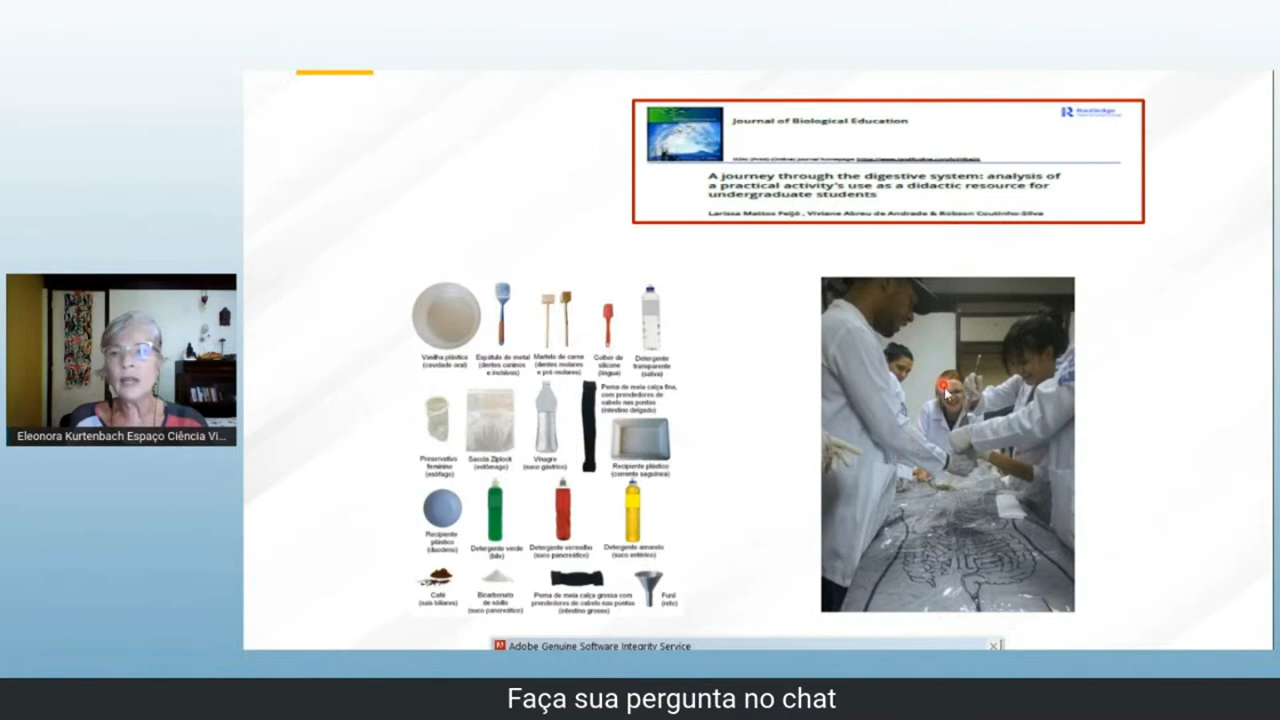 Journal of Biological Education
A journey through the digestive system: analysis of
a practical activity's use as a didactic resource for
undergraduate students
Larissa Mattos Feijó , Viviane Abreu de Andrade & Robson Coutinho-Silva
Vasilha plástica
(cavidade oral)
Espátula de metal
(dentes caninos
e incisivos)
Martelo de carne
(dentes molares
e pré-molares)
Colher de
silicone
(língua)
Detergente
transparente
(saliva)
Preservativo
feminino
(esôfago)
Sacola Ziplock
(estômago)
Vinagre
(suco gástrico)
Perna de meia calça fina,
com prendedores de
cabelo nas pontas
(intestino delgado)
Recipiente plástico
(corrente sanguínea)
Recipiente
plástico
(duodeno)
Detergente verde
(bile)
Detergente vermelho
(suco pancreático)
Detergente amarelo
(suco entérico)
Café
(sais biliares)
Bicarbonato
de sódio
(suco pancreático)
Perna de meia calça grossa com
prendedores de cabelo nas pontas
(intestino grosso)
Funil
(reto)
Eleonora Kurtenbach Espaço Ciência Vi...
Adobe Genuine Software Integrity Service
Faça sua pergunta no chat